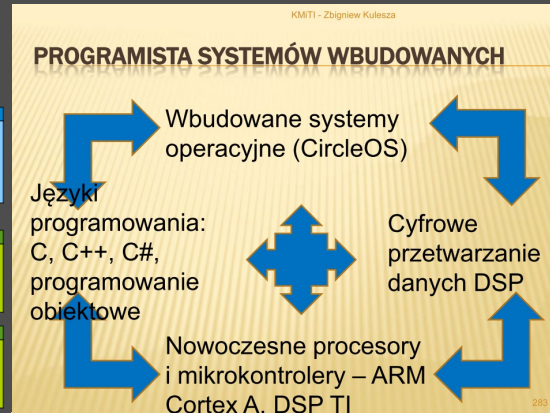 KMiTI - Zbigniew Kulesza
PROGRAMISTA SYSTEMÓW WBUDOWANYCH
Wbudowane systemy
operacyjne (CircleOS)
Języki
programowania:
C, C++, C#,
programowanie
obiektowe
Cyfrowe
przetwarzanie
danych DSP
Nowoczesne procesory
i mikrokontrolery – ARM
Cortex A, DSP TI
283